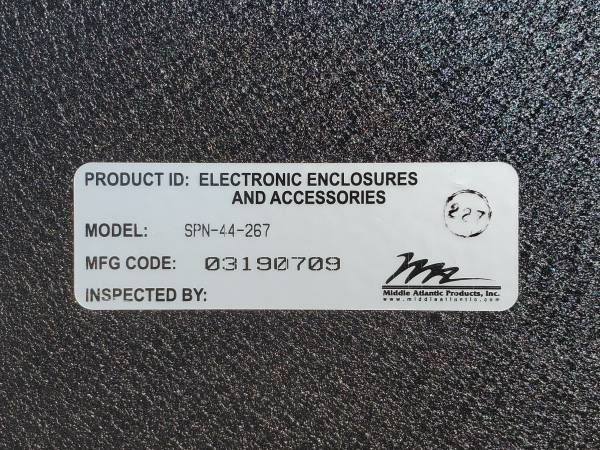 PRODUCT ID: ELECTRONIC ENCLOSURES
AND ACCESSORIES
227
MODEL: SPN-44-267
MFG CODE: 03190709
INSPECTED BY:
Middle Atlantic Products, Inc.
www.middleatlantic.com